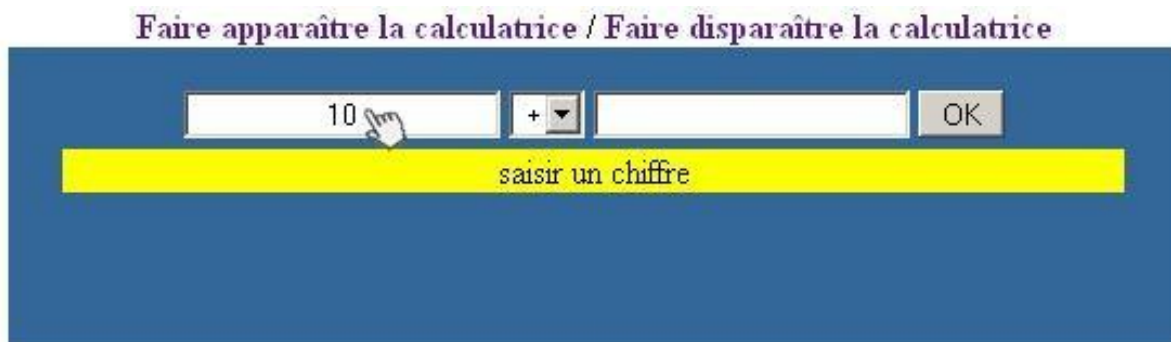 Faire apparaître la calculatrice / Faire disparaître la calculatrice
10 + OK
saisir un chiffre